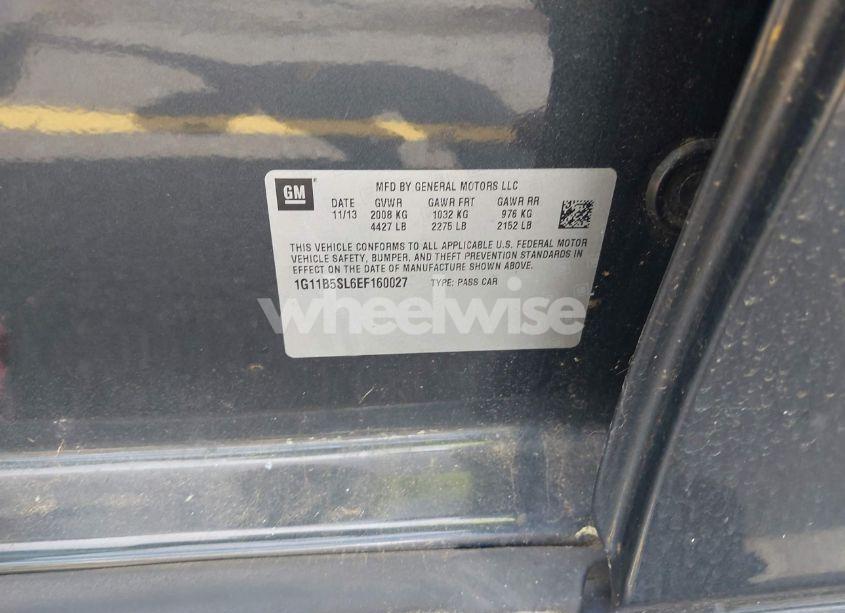 GM
MFD BY GENERAL MOTORS LLC
DATE GVWR GAWR FRT GAWR RR
11/13 2008 KG 1032 KG 976 KG
4427 LB 2275 LB 2152 LB
THIS VEHICLE CONFORMS TO ALL APPLICABLE U.S. FEDERAL MOTOR
VEHICLE SAFETY, BUMPER, AND THEFT PREVENTION STANDARDS IN
EFFECT ON THE DATE OF MANUFACTURE SHOWN ABOVE.
1G11B5SL6EF160027 TYPE: PASS CAR
wheelwise